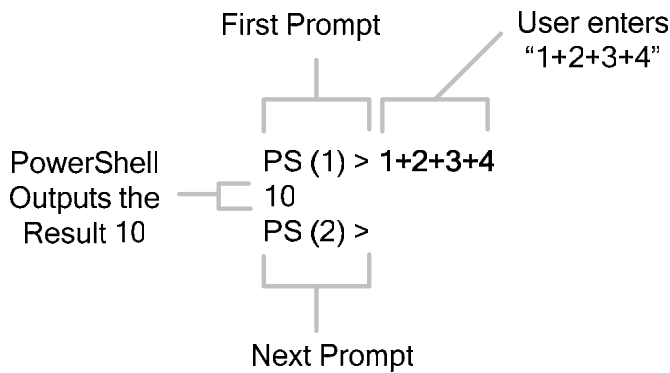 First Prompt
User enters
“1+2+3+4”
PS (1) > 1+2+3+4
10
PS (2) >
PowerShell
Outputs the
Result 10
Next Prompt